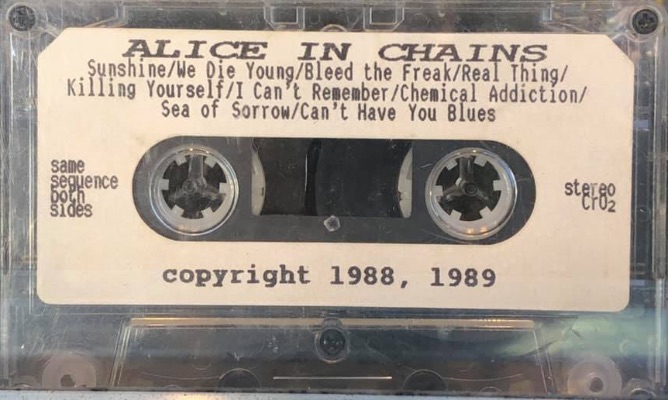 ALICE IN CHAINS
Sunshine/We Die Young/Bleed the Freak/Real Thing/
Killing Yourself/I Can't Remember/Chemical Addiction/
Sea of Sorrow/Can't Have You Blues
same
sequence
both
sides
stereo
CrO₂
copyright 1988, 1989